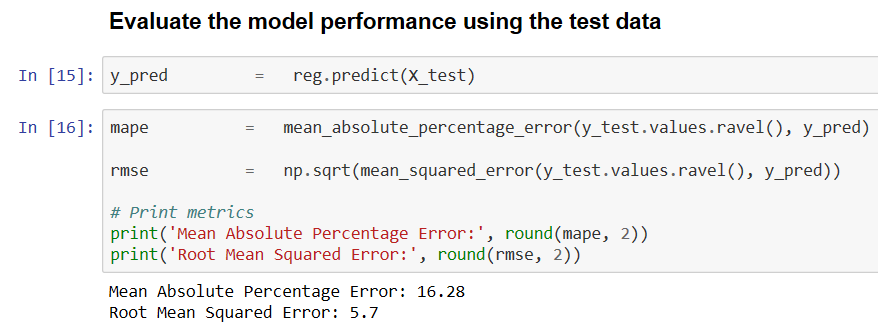 Evaluate the model performance using the test data
In [15]: y_pred = reg.predict(X_test)
In [16]: mape = mean_absolute_percentage_error(y_test.values.ravel(), y_pred)
rmse = np.sqrt(mean_squared_error(y_test.values.ravel(), y_pred))
# Print metrics
print('Mean Absolute Percentage Error:', round(mape, 2))
print('Root Mean Squared Error:', round(rmse, 2))
Mean Absolute Percentage Error: 16.28
Root Mean Squared Error: 5.7